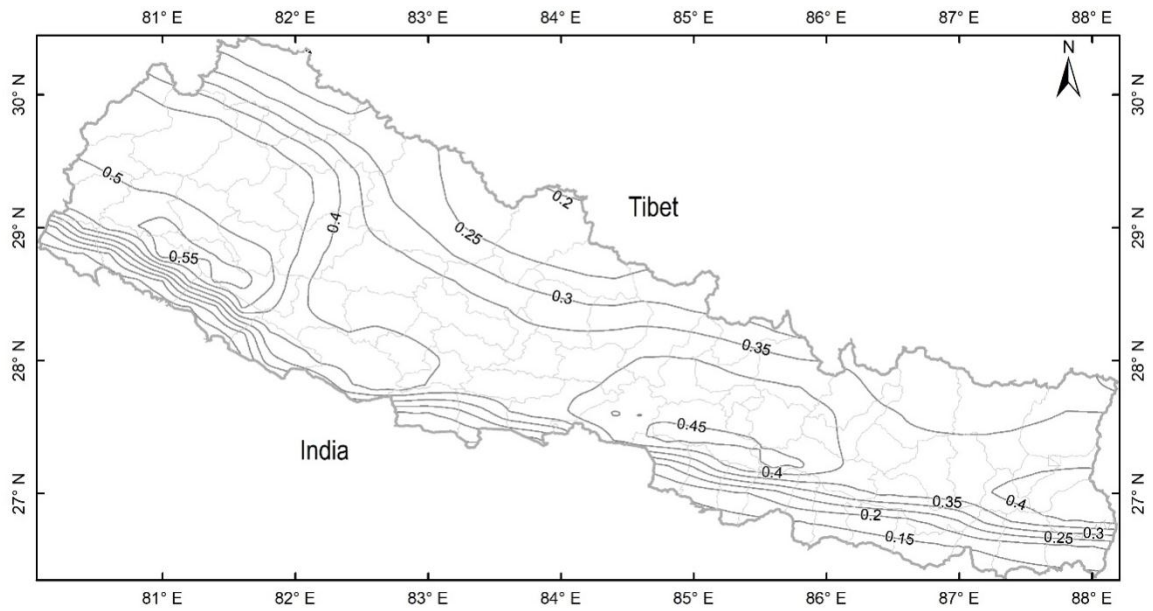 81° E 82° E 83° E 84° E 85° E 86° E 87° E 88° E
N
30° N 30° N
0.5
0.2
Tibet
0.4
29° N 29° N
0.25
0.55
0.3
0.35
28° N 28° N
0.45
India
0.4
0.4
0.35
27° N 27° N
0.2
0.3
0.25
0.15
81° E 82° E 83° E 84° E 85° E 86° E 87° E 88° E